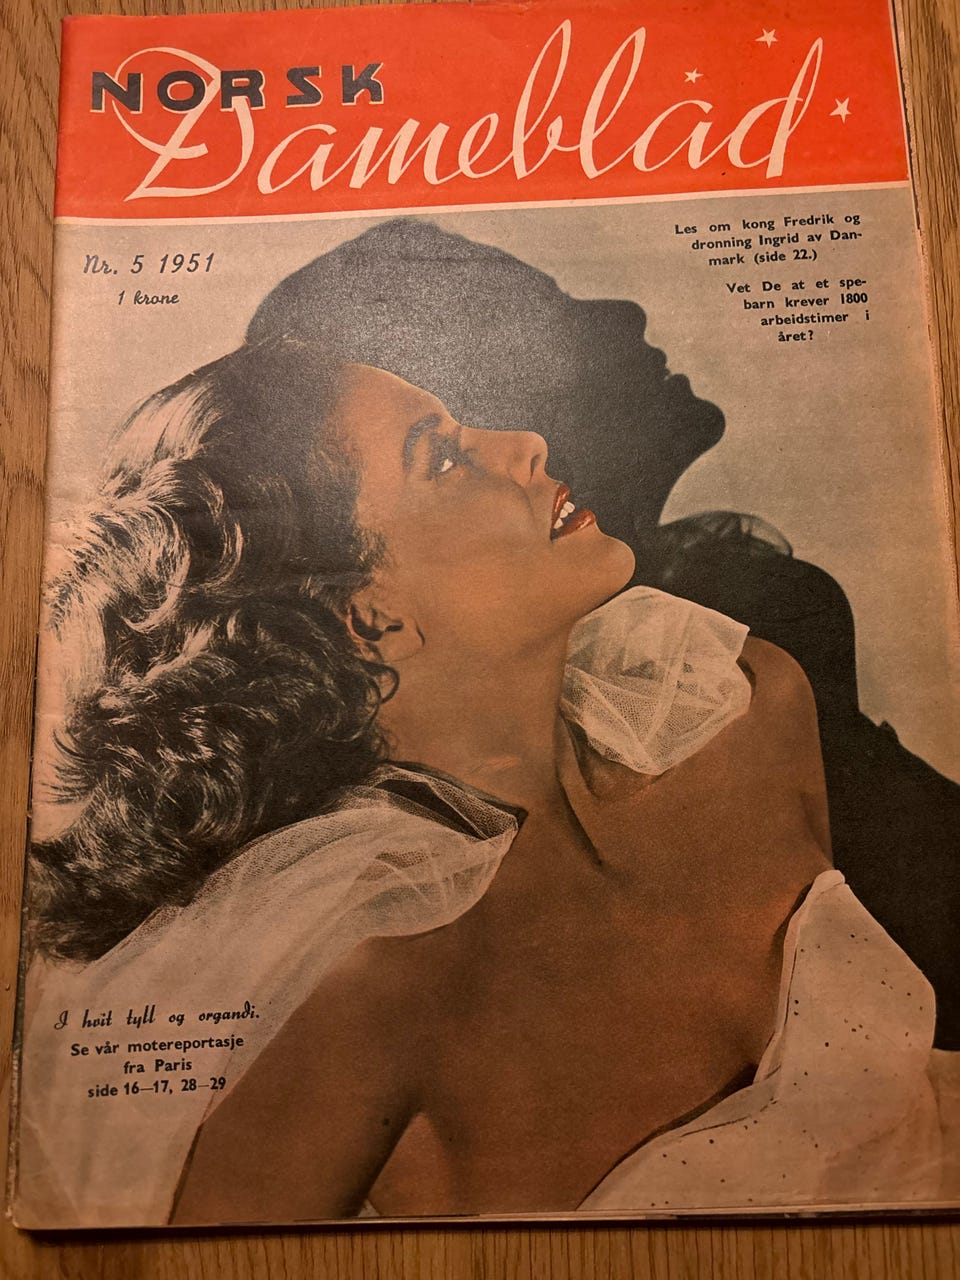 NORSK
Dameblad
Nr. 5 1951
1 krone
Les om kong Fredrik og
dronning Ingrid av Dan-
mark (side 22.)
Vet De at et spe-
barn krever 1800
arbeidstimer i
året?
I hvit tyll og organdi.
Se vår motereportasje
fra Paris
side 16—17, 28—29